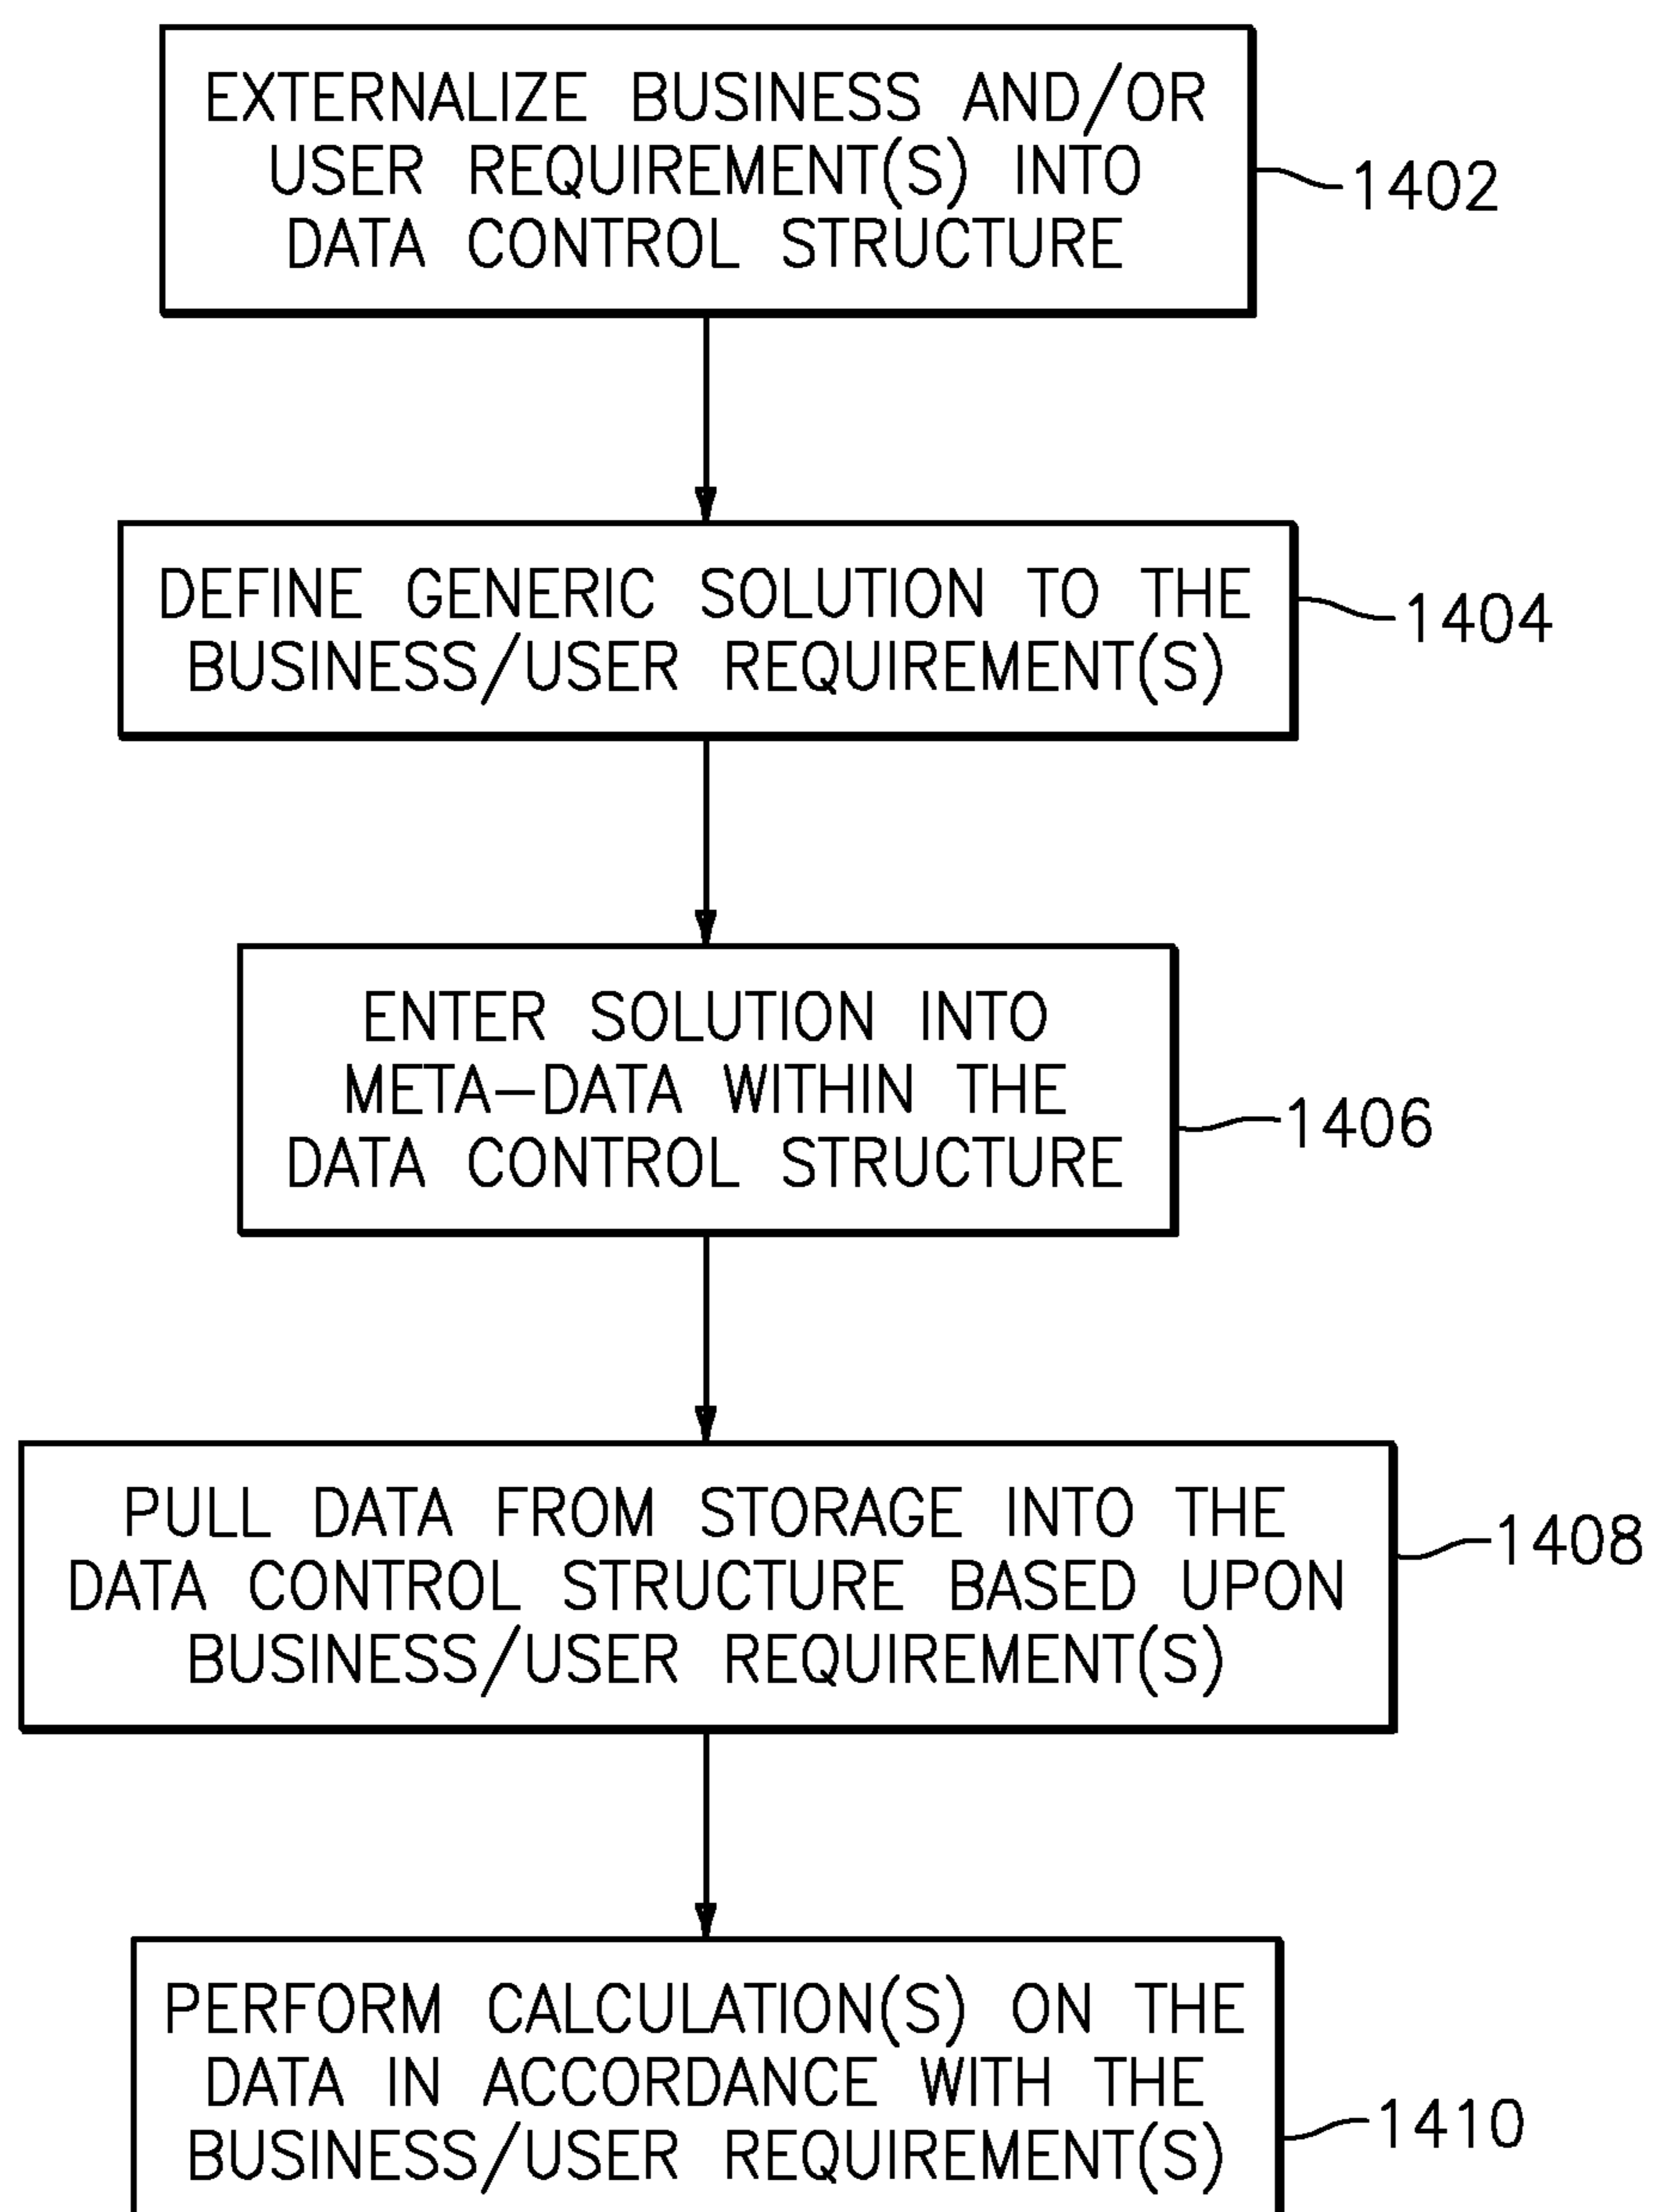 EXTERNALIZE BUSINESS AND/OR
USER REQUIREMENT(S) INTO
DATA CONTROL STRUCTURE
1402
DEFINE GENERIC SOLUTION TO THE
BUSINESS/USER REQUIREMENT(S)
1404
ENTER SOLUTION INTO
META-DATA WITHIN THE
DATA CONTROL STRUCTURE
1406
PULL DATA FROM STORAGE INTO THE
DATA CONTROL STRUCTURE BASED UPON
BUSINESS/USER REQUIREMENT(S)
1408
PERFORM CALCULATION(S) ON THE
DATA IN ACCORDANCE WITH THE
BUSINESS/USER REQUIREMENT(S)
1410